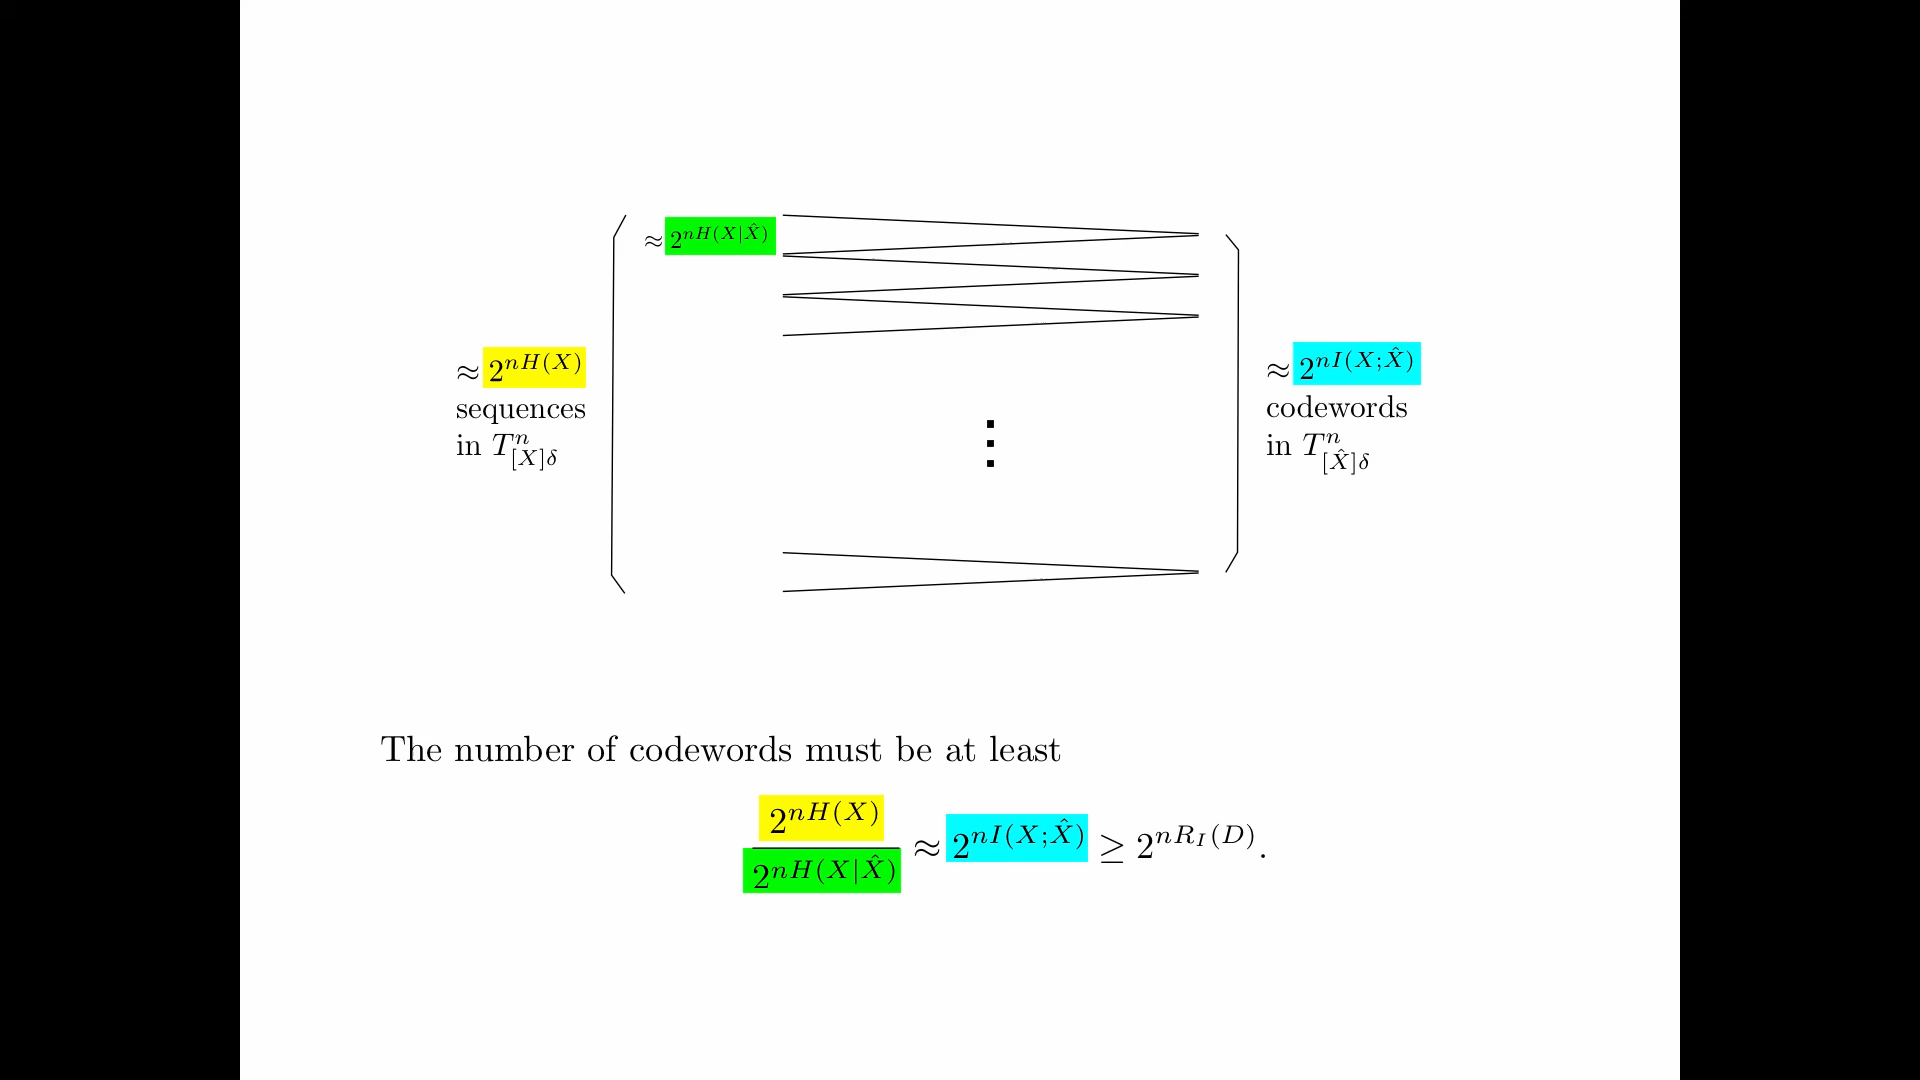 ≈ 2^{nH(X|X̂)}
≈ 2^{nH(X)}
sequences
in T^n_{[X]δ}
⋮
≈ 2^{nI(X;X̂)}
codewords
in T^n_{[X̂]δ}
The number of codewords must be at least
2^{nH(X)} / 2^{nH(X|X̂)} ≈ 2^{nI(X;X̂)} ≥ 2^{nR_I(D)}.